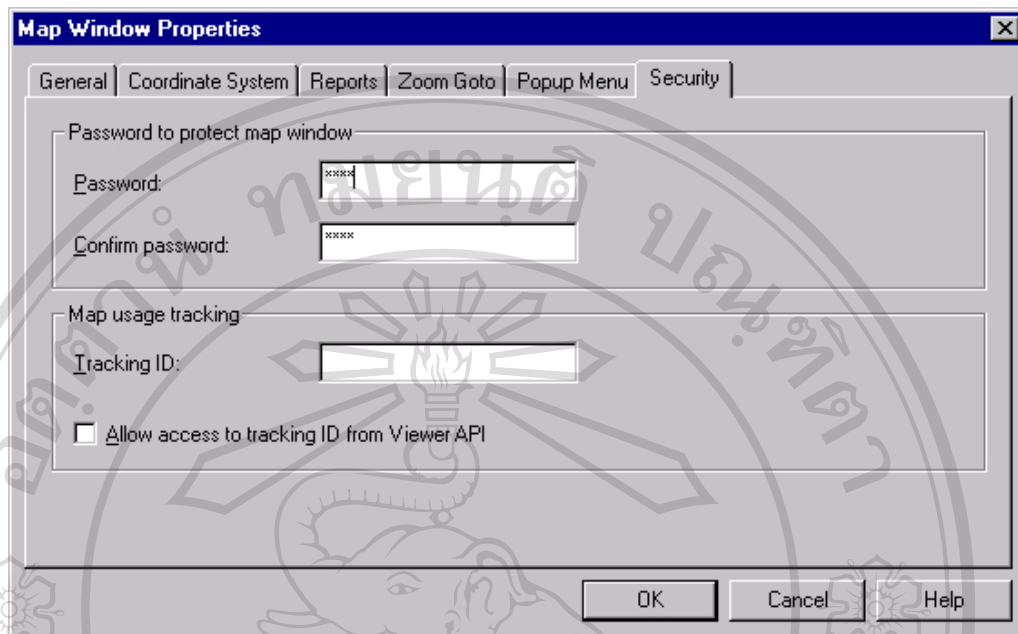 Map Window Properties
General Coordinate System Reports Zoom Goto Popup Menu Security
Password to protect map window
Password: ****
Confirm password: ****
Map usage tracking
Tracking ID:
Allow access to tracking ID from Viewer API
OK Cancel Help